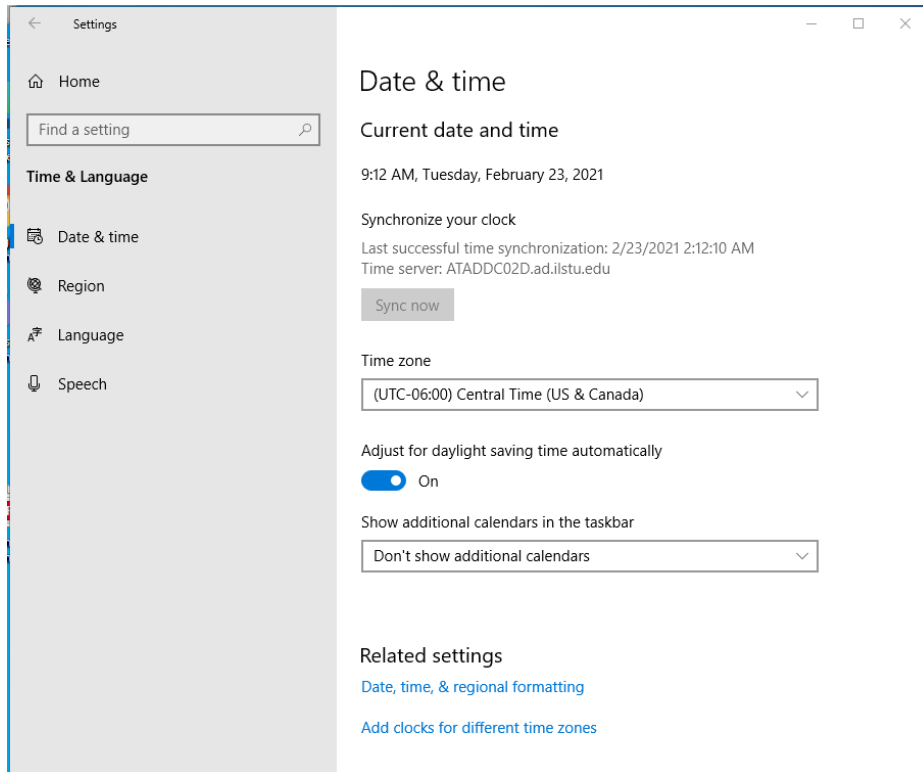 Settings
Home
Find a setting
Time & Language
Date & time
Region
Language
Speech
Date & time
Current date and time
9:12 AM, Tuesday, February 23, 2021
Synchronize your clock
Last successful time synchronization: 2/23/2021 2:12:10 AM
Time server: ATADDC02D.ad.ilstu.edu
Sync now
Time zone
(UTC-06:00) Central Time (US & Canada)
Adjust for daylight saving time automatically
On
Show additional calendars in the taskbar
Don't show additional calendars
Related settings
Date, time, & regional formatting
Add clocks for different time zones